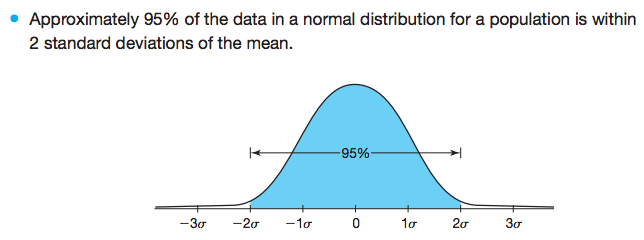 • Approximately 95% of the data in a normal distribution for a population is within
2 standard deviations of the mean.
95%
−3σ −2σ −1σ 0 1σ 2σ 3σ